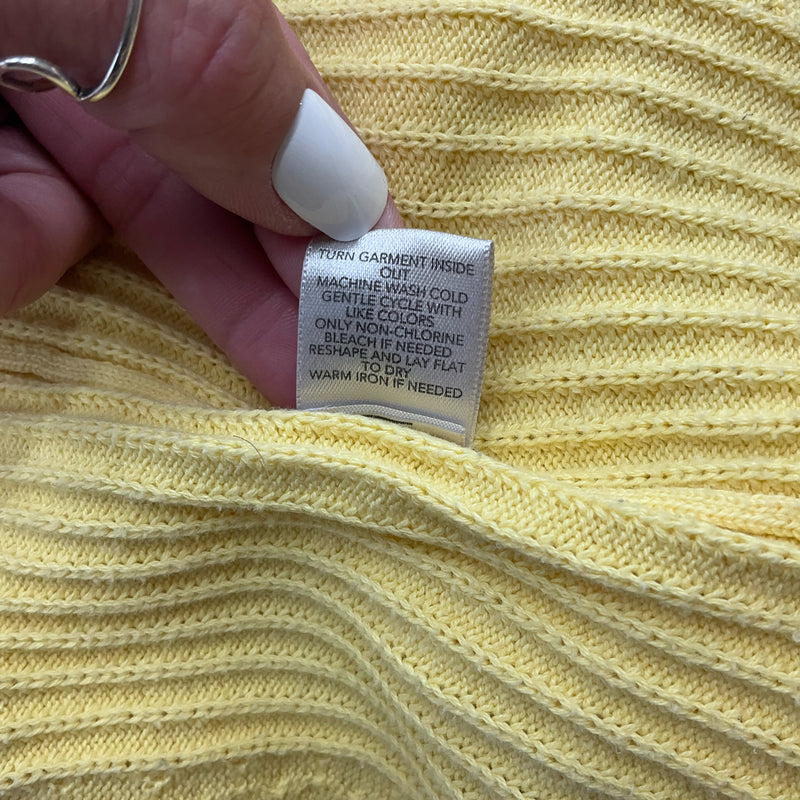 TURN GARMENT INSIDE
OUT
MACHINE WASH COLD
GENTLE CYCLE WITH
LIKE COLORS
ONLY NON-CHLORINE
BLEACH IF NEEDED
RESHAPE AND LAY FLAT
TO DRY
WARM IRON IF NEEDED